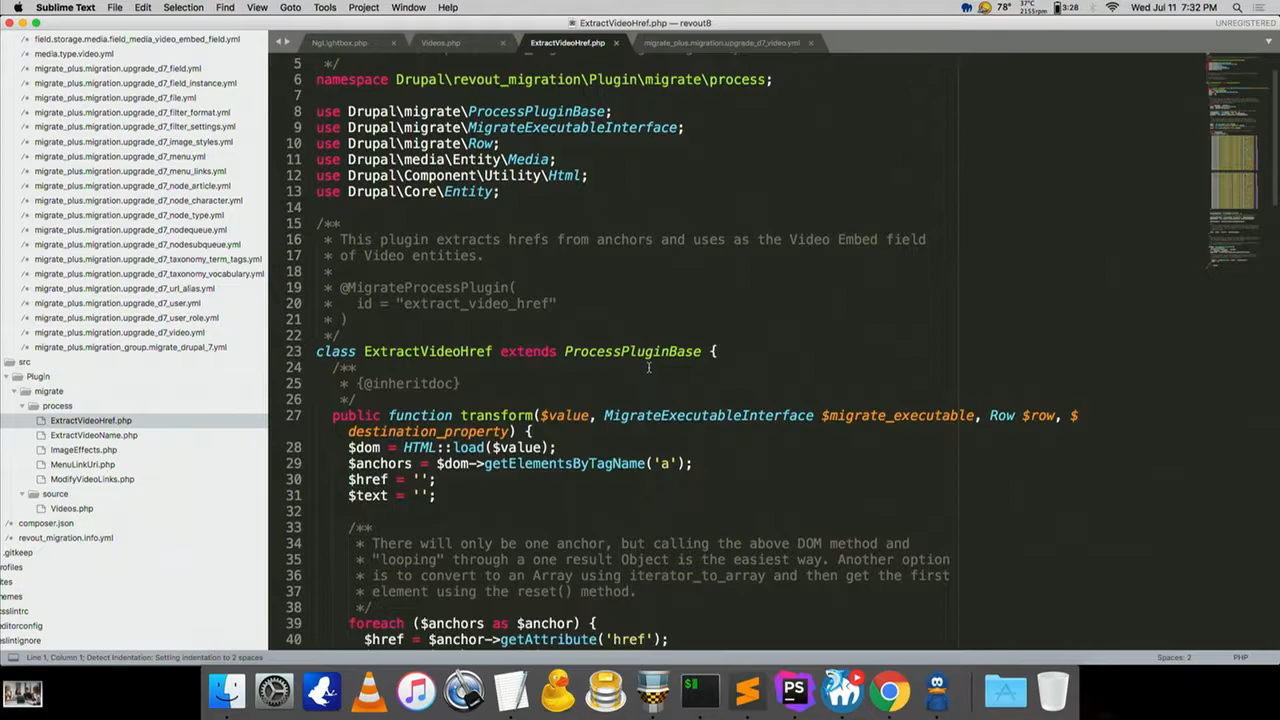 Sublime Text File Edit Selection Find View Goto Tools Project Window Help 78° 37°C 2155rpm 3:28 Wed Jul 11 7:32 PM
ExtractVideoHref.php — revout8 UNREGISTERED
field.storage.media.field_media_video_embed_field.yml
media.type.video.yml
migrate_plus.migration.upgrade_d7_field.yml
migrate_plus.migration.upgrade_d7_field_instance.yml
migrate_plus.migration.upgrade_d7_file.yml
migrate_plus.migration.upgrade_d7_filter_format.yml
migrate_plus.migration.upgrade_d7_filter_settings.yml
migrate_plus.migration.upgrade_d7_image_styles.yml
migrate_plus.migration.upgrade_d7_menu.yml
migrate_plus.migration.upgrade_d7_menu_links.yml
migrate_plus.migration.upgrade_d7_node_article.yml
migrate_plus.migration.upgrade_d7_node_character.yml
migrate_plus.migration.upgrade_d7_node_type.yml
migrate_plus.migration.upgrade_d7_nodequeue.yml
migrate_plus.migration.upgrade_d7_nodesubqueue.yml
migrate_plus.migration.upgrade_d7_taxonomy_term_tags.yml
migrate_plus.migration.upgrade_d7_taxonomy_vocabulary.yml
migrate_plus.migration.upgrade_d7_url_alias.yml
migrate_plus.migration.upgrade_d7_user.yml
migrate_plus.migration.upgrade_d7_user_role.yml
migrate_plus.migration.upgrade_d7_video.yml
migrate_plus.migration_group.migrate_drupal_7.yml
src
Plugin
migrate
process
ExtractVideoHref.php
ExtractVideoName.php
ImageEffects.php
MenuLinkUri.php
ModifyVideoLinks.php
source
Videos.php
composer.json
revout_migration.info.yml
.gitkeep
rofiles
ites
hemes
csslintrc
editorconfig
eslintignore
NgLightbox.php Videos.php ExtractVideoHref.php migrate_plus.migration.upgrade_d7_video.yml
5 */
6 namespace Drupal\revout_migration\Plugin\migrate\process;
7
8 use Drupal\migrate\ProcessPluginBase;
9 use Drupal\migrate\MigrateExecutableInterface;
10 use Drupal\migrate\Row;
11 use Drupal\media\Entity\Media;
12 use Drupal\Component\Utility\Html;
13 use Drupal\Core\Entity;
14
15 /**
16 * This plugin extracts hrefs from anchors and uses as the Video Embed field
17 * of Video entities.
18 *
19 * @MigrateProcessPlugin(
20 * id = "extract_video_href"
21 * )
22 */
23 class ExtractVideoHref extends ProcessPluginBase {
24 /**
25 * {@inheritdoc}
26 */
27 public function transform($value, MigrateExecutableInterface $migrate_executable, Row $row, $
destination_property) {
28 $dom = HTML::load($value);
29 $anchors = $dom->getElementsByTagName('a');
30 $href = '';
31 $text = '';
32
33 /**
34 * There will only be one anchor, but calling the above DOM method and
35 * "looping" through a one result Object is the easiest way. Another option
36 * is to convert to an Array using iterator_to_array and then get the first
37 * element using the reset() method.
38 */
39 foreach ($anchors as $anchor) {
40 $href = $anchor->getAttribute('href');
Line 1, Column 1; Detect Indentation: Setting indentation to 2 spaces Spaces: 2 PHP
$ PS